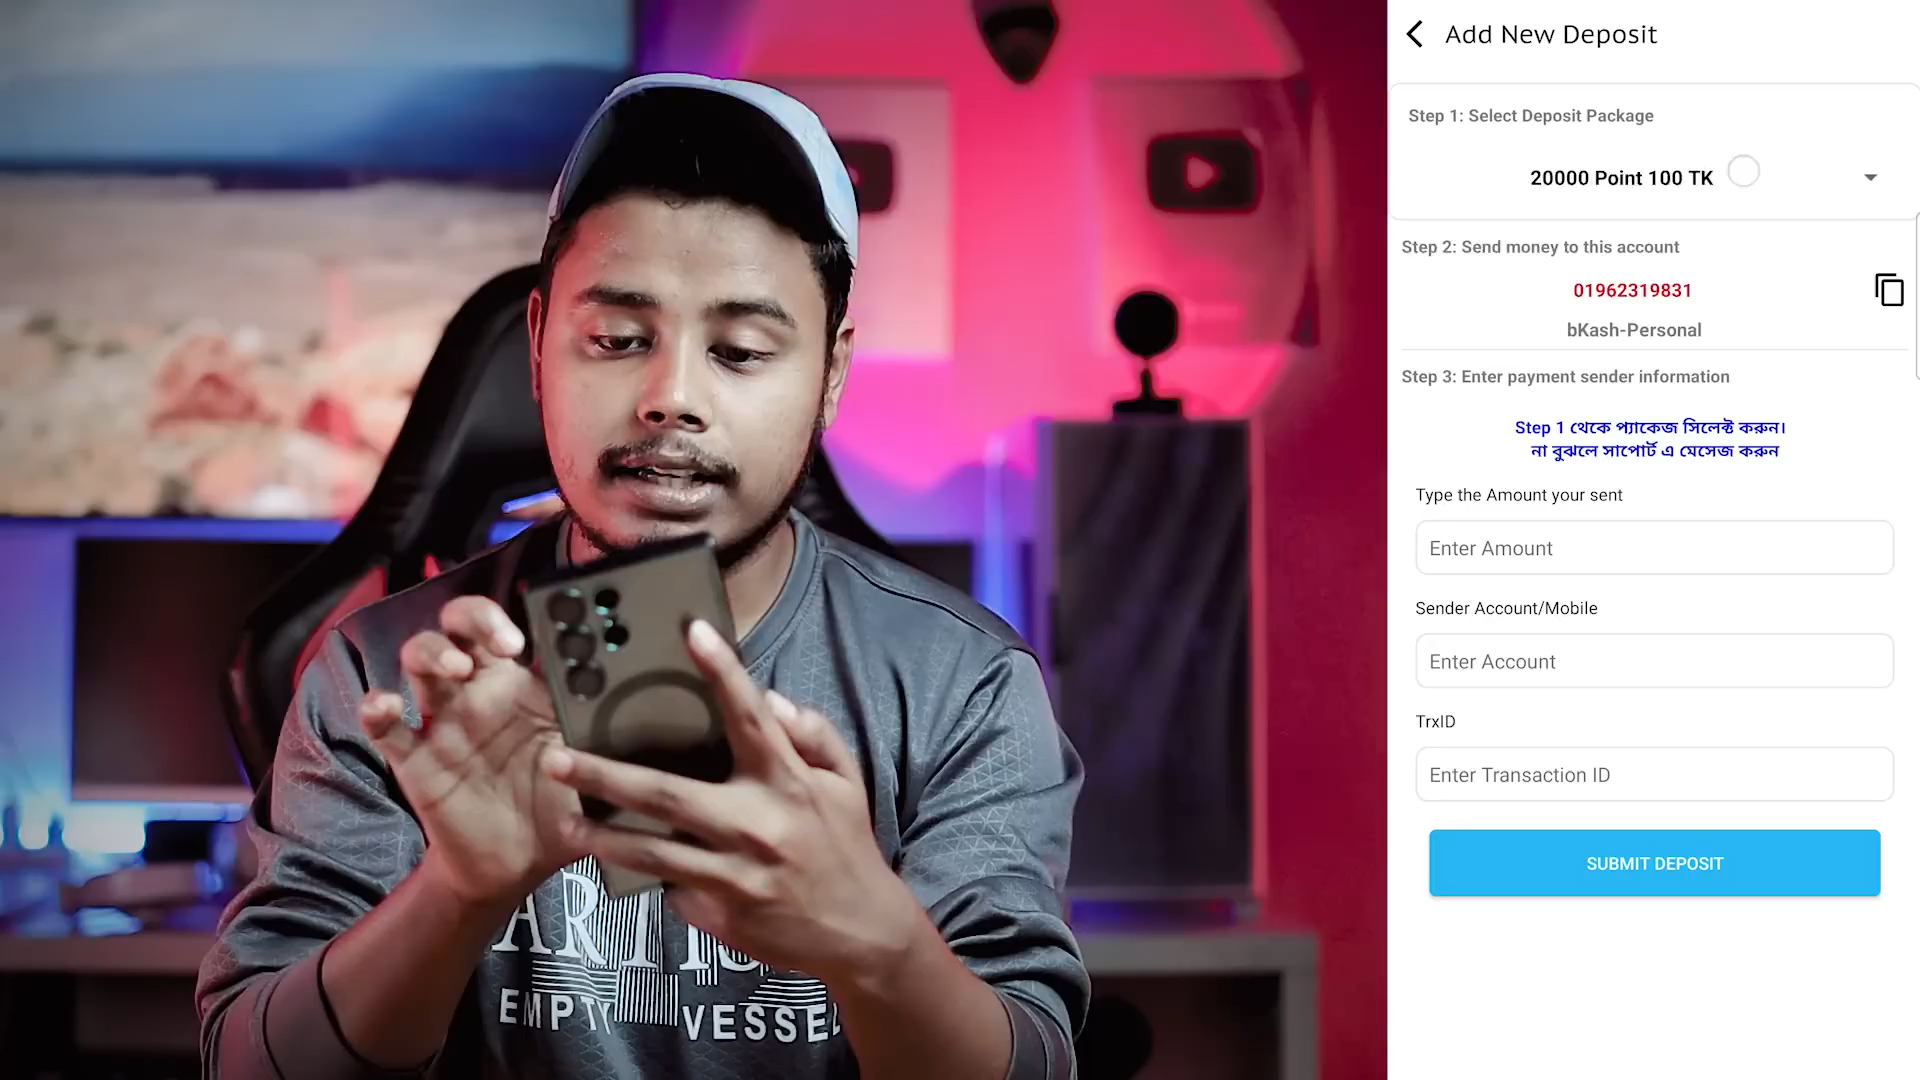 Add New Deposit
Step 1: Select Deposit Package
20000 Point 100 TK
Step 2: Send money to this account
01962319831
bKash-Personal
Step 3: Enter payment sender information
Step 1 থেকে প্যাকেজ সিলেক্ট করুন।
না বুঝলে সাপোর্ট এ মেসেজ করুন
Type the Amount your sent
Enter Amount
Sender Account/Mobile
Enter Account
TrxID
Enter Transaction ID
SUBMIT DEPOSIT
EMPTY VESSEL